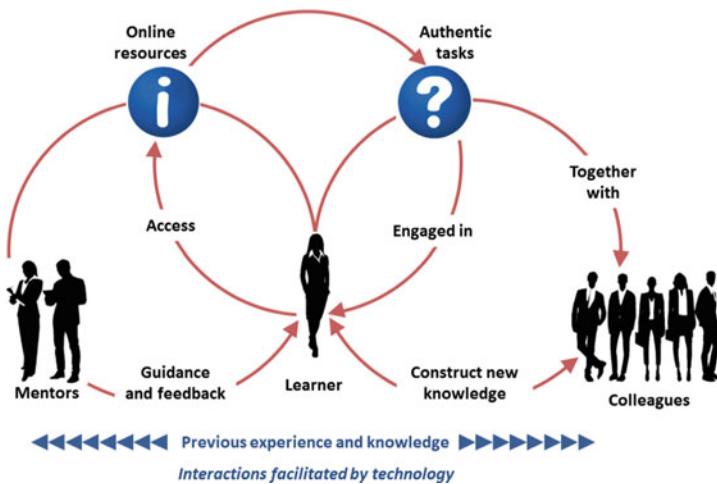 Online
resources
Authentic
tasks
i
?
Together
with
Access
Engaged in
Guidance
and feedback
Learner
Construct new
knowledge
Mentors
Colleagues
Previous experience and knowledge
Interactions facilitated by technology